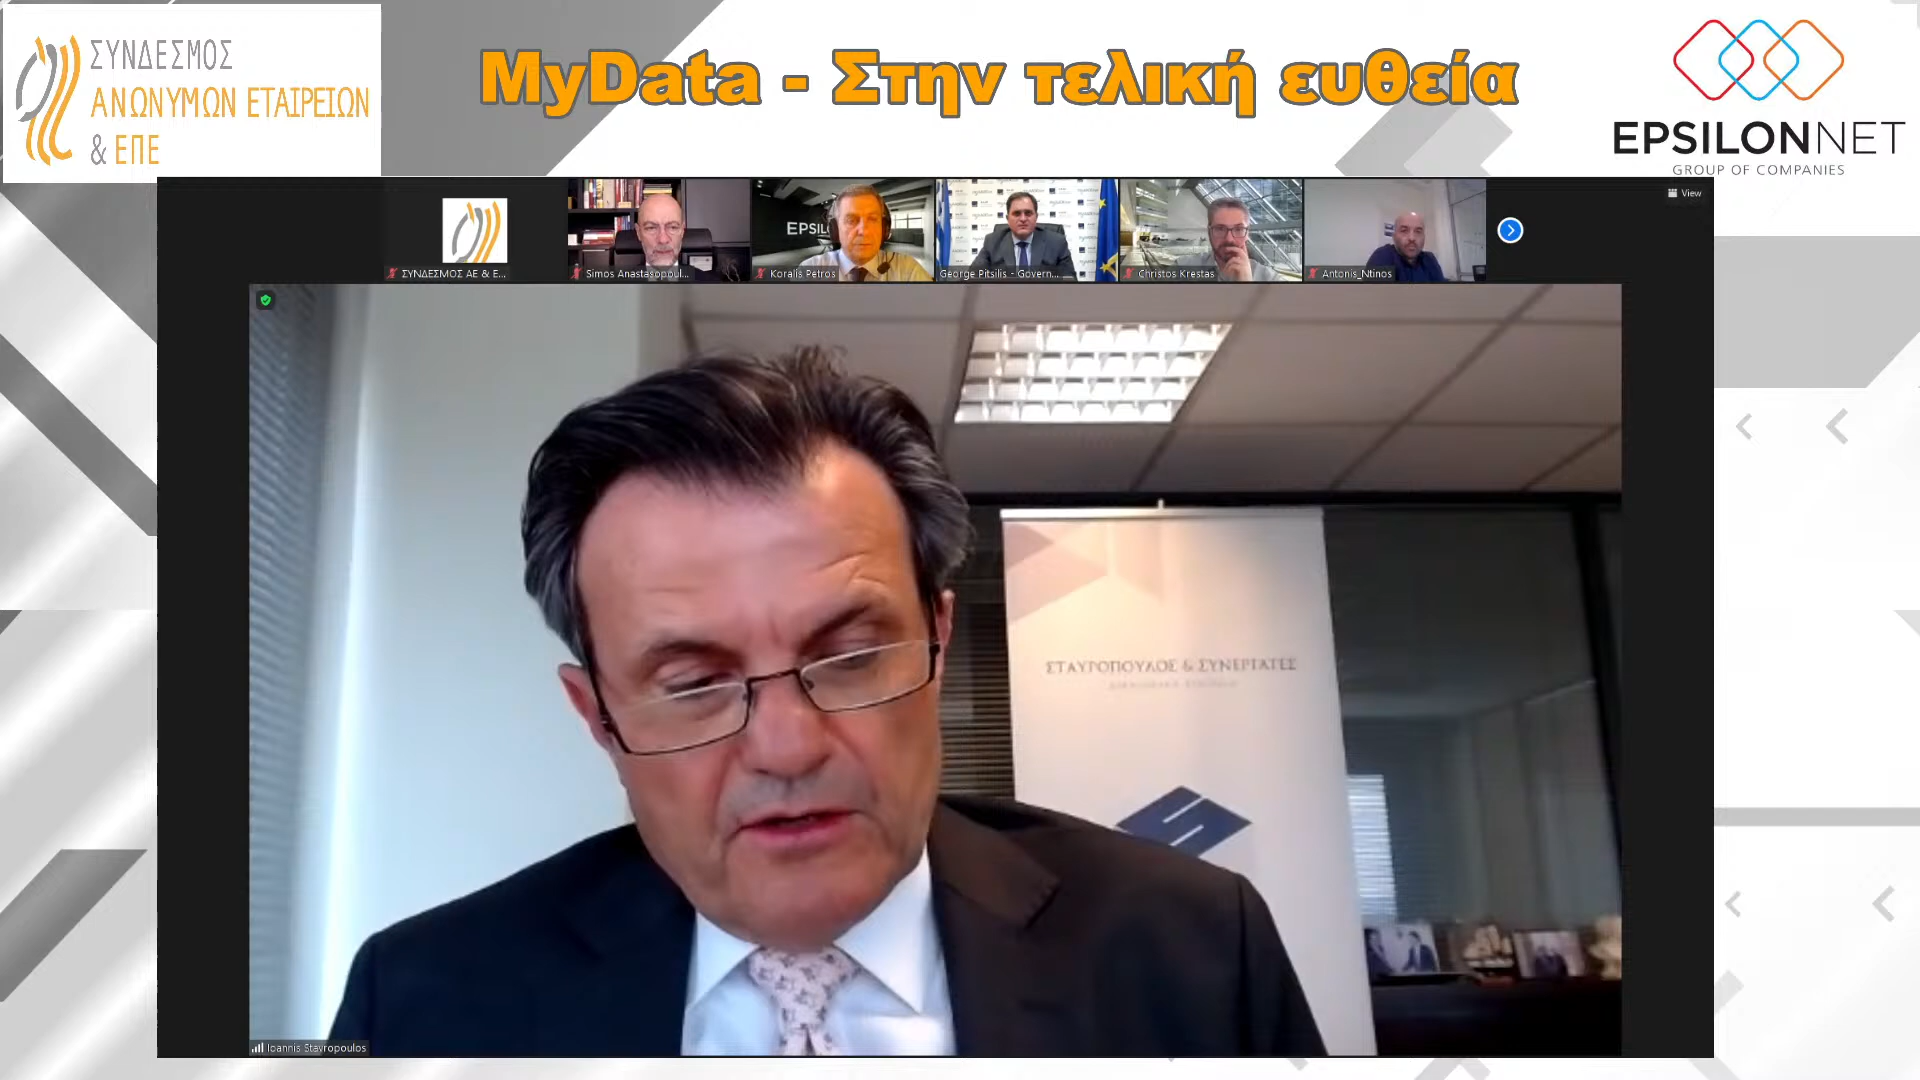 ΣΥΝΔΕΣΜΟΣ
ΑΝΩΝΥΜΩΝ ΕΤΑΙΡΕΙΩΝ
& ΕΠΕ
MyData - Στην τελική ευθεία
EPSILONNET
GROUP OF COMPANIES
View
EPSIL
ΣΥΝΔΕΣΜΟΣ ΑΕ & Ε...
Simos Anastasopoul...
Koralis Petros
George Pitsilis - Govern...
Christos Krestas
Antonis_Ntinos
ΣΤΑΥΡΟΠΟΥΛΟΣ & ΣΥΝΕΡΓΑΤΕΣ
Ioannis Stavropoulos